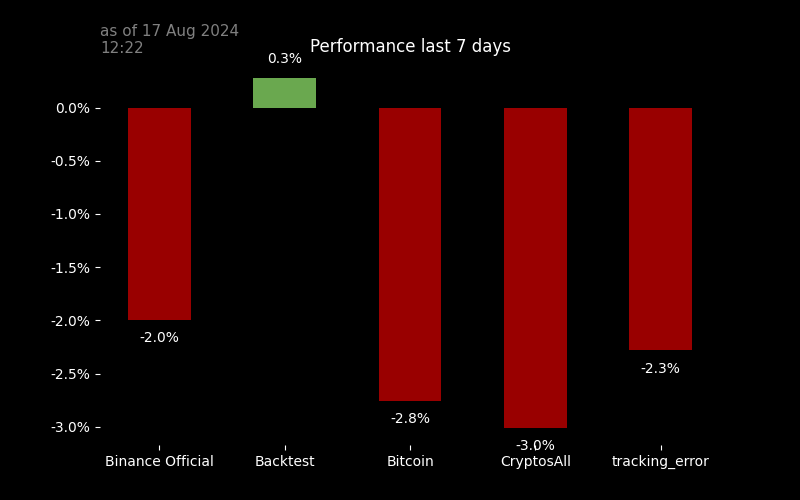 as of 17 Aug 2024
12:22
Performance last 7 days
0.3%
0.0%
-0.5%
-1.0%
-1.5%
-2.0%
-2.5%
-3.0%
-2.0%
-2.8%
-3.0%
-2.3%
Binance Official
Backtest
Bitcoin
CryptosAll
tracking_error